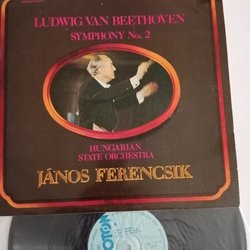 LUDWIG VAN BEETHOVEN
SYMPHONY No. 2
HUNGARIAN
STATE ORCHESTRA
JÁNOS FERENCSIK